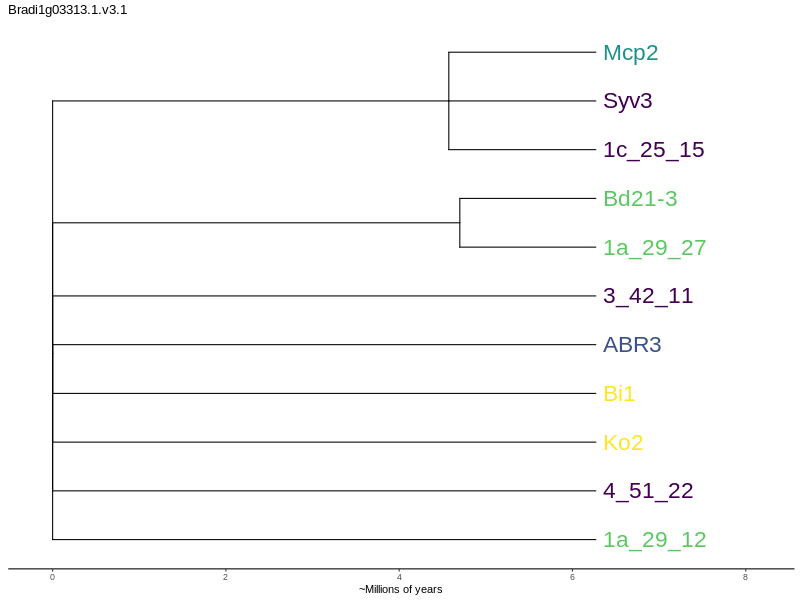 Bradi1g03313.1.v3.1
Mcp2
Syv3
1c_25_15
Bd21-3
1a_29_27
3_42_11
ABR3
Bi1
Ko2
4_51_22
1a_29_12
0 2 4 6 8
~Millions of years